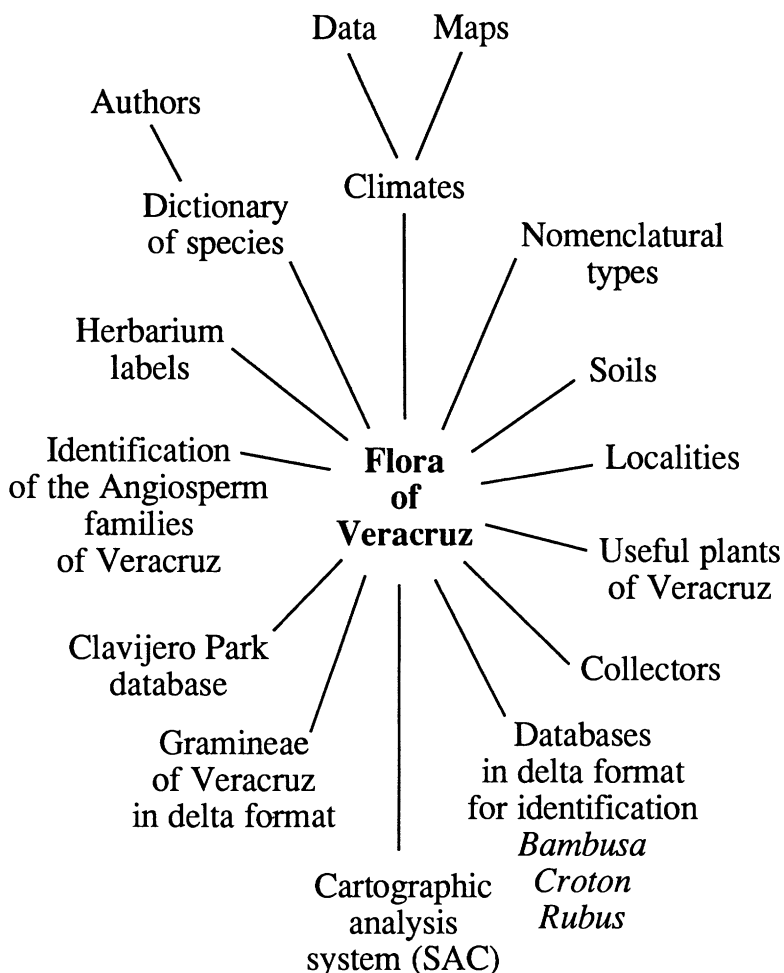 Data
Maps
Authors
Climates
Dictionary
of species
Nomenclatural
types
Herbarium
labels
Soils
Identification
of the Angiosperm
families
of Veracruz
Flora
of
Veracruz
Localities
Useful plants
of Veracruz
Clavijero Park
database
Collectors
Gramineae
of Veracruz
in delta format
Databases
in delta format
for identification
Bambusa
Croton
Rubus
Cartographic
analysis
system (SAC)